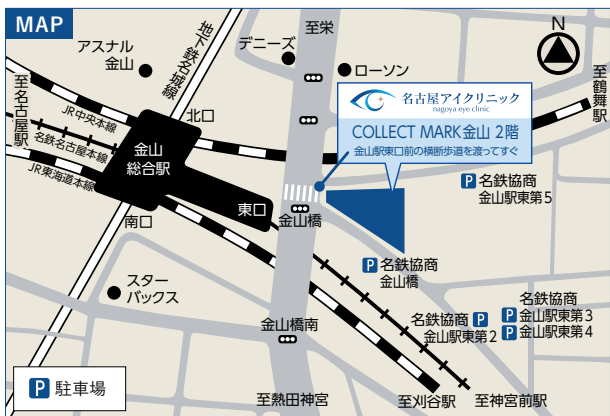 MAP
至栄
N
アスナル
金山
地下鉄名城線
デニーズ
ローソン
至鶴舞駅
至名古屋駅
名古屋アイクリニック
nagoya eye clinic
COLLECT MARK金山 2階
金山駅東口前の横断歩道を渡ってすぐ
JR中央本線
名鉄名古屋本線
JR東海道本線
北口
金山
総合駅
東口
南口
金山橋
P 名鉄協商
金山駅東第5
P 名鉄協商
金山橋
スター
バックス
金山橋南
名鉄協商 P
金山駅東第2
名鉄協商
P 金山駅東第3
P 金山駅東第4
P 駐車場
至熱田神宮
至刈谷駅
至神宮前駅